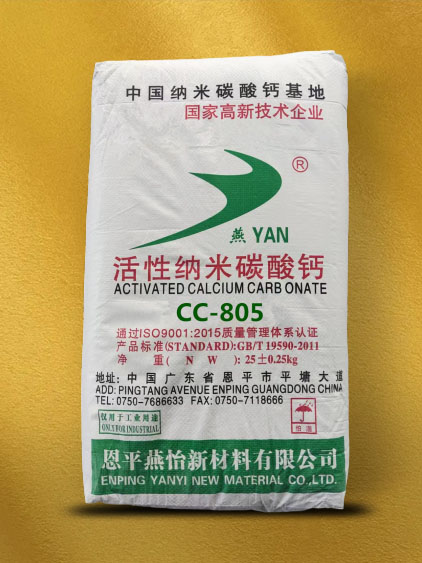 中国纳米碳酸钙基地
国家高新技术企业
®
燕 YAN
活性纳米碳酸钙
ACTIVATED CALCIUM CARB ONATE
CC-805
通过ISO9001:2015质量管理体系认证
产品标准(STANDARD):GB/T 19590-2011
净 重( N W ): 25±0.25kg
地址: 中国广东省恩平市平塘大道
ADD: PINGTANG AVENUE ENPING GUANGDONG CHINA
TEL: 0750-7686633 FAX: 0750-7118666
仅用于工业用途
ONLY FOR INDUSTRIAL
怕湿
恩平燕怡新材料有限公司
ENPING YANYI NEW MATERIAL CO.,LTD.